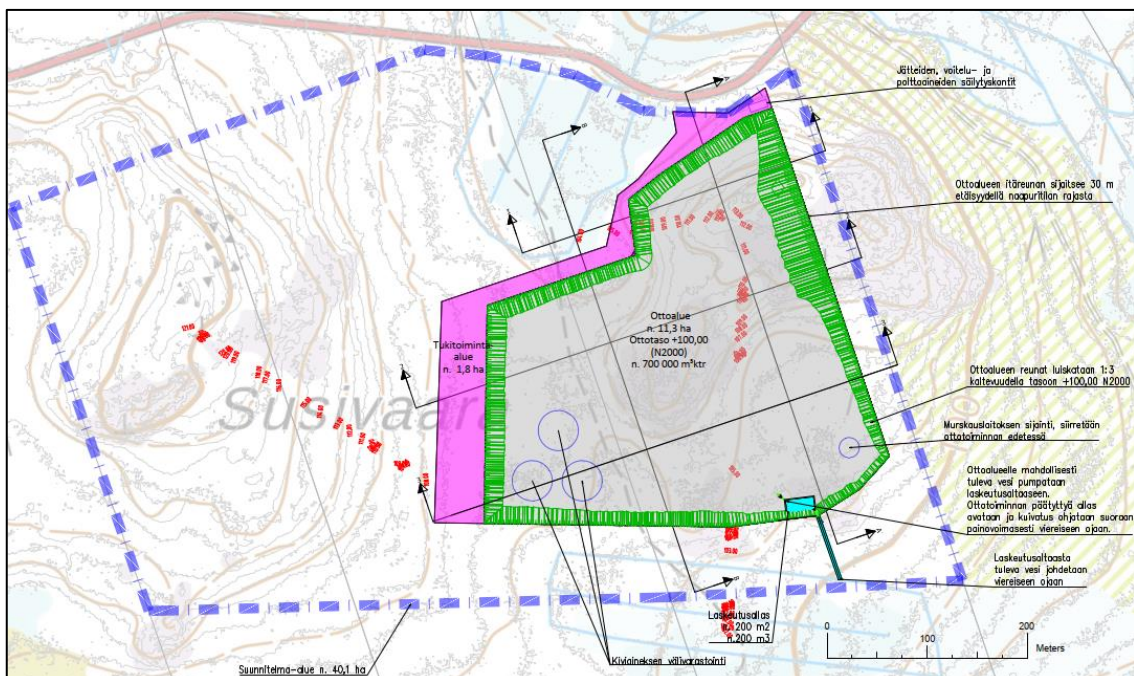 Jätteiden, voitelu- ja
polttoaineiden säilytyskontit
Ottoalueen itäreunan sijaitsee 30 m
etäisyydellä naapuritilan rajasta
Ottoalue
n. 11,3 ha
Ottotaso +100,00
(N2000)
n. 700 000 m³ktr
Tukitoiminta
alue
n. 1,8 ha
Susivaara
Ottoalueen reunat luiskataan 1:3
kaltevuudella tasoon +100,00 N2000
Murskauslaitoksen sijainti, siirretään
ottatoiminnan edetessä
Ottoalueelle mahdollisesti
tuleva vesi pumpataan
laskeutusaltaaseen.
Ottatoiminnan päätyttyä allas
avataan ja kuivatus ohjataan suoraan
painovoimasesti viereiseen ojaan.
Laskeutusaltaasta
tuleva vesi johdetaan
viereiseen ojaan
Laskeutusallas
n. 200 m2
n. 200 m3
0 100 200
Meters
Kiviaineksen välivarastointi
Suunnitelma-alue n. 40,1 ha